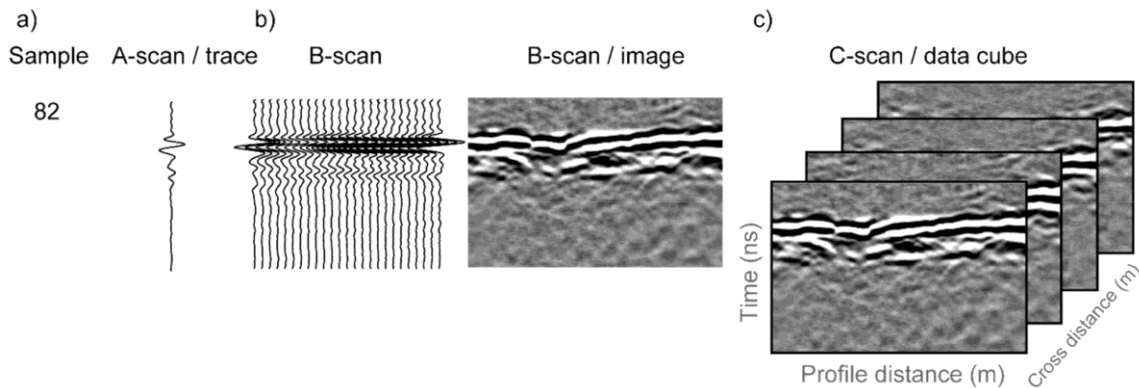 a)
b)
c)
Sample
A-scan / trace
B-scan
B-scan / image
C-scan / data cube
82
Time (ns)
Profile distance (m)
Cross distance (m)